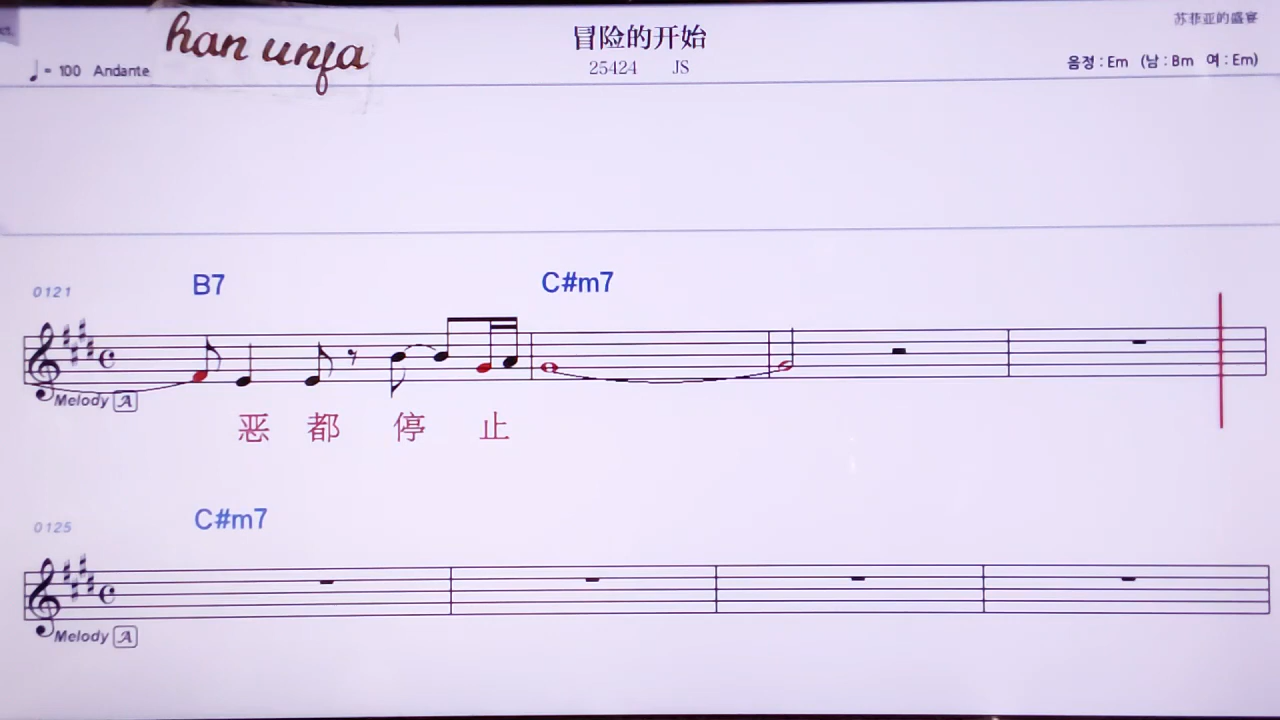 han unfa
冒险的开始
苏菲亚的盛宴
♩= 100 Andante
25424 JS
음정 : Em (남 : Bm 여 : Em)
0121
B7 C#m7
Melody A
恶 都 停 止
0125
C#m7
Melody A